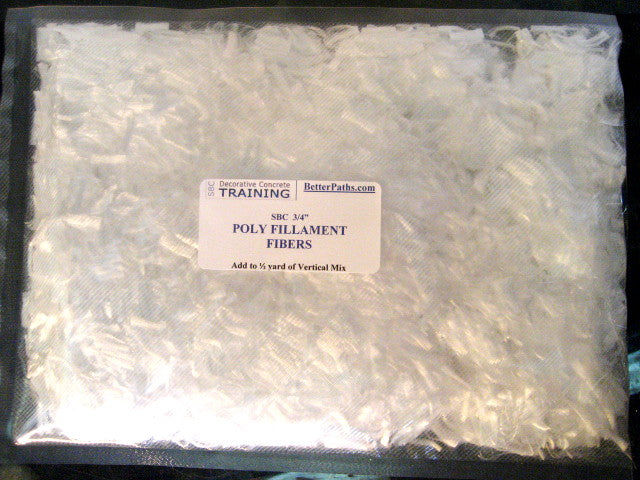 SBC Decorative Concrete TRAINING
BetterPaths.com
SBC 3/4"
POLY FILLAMENT
FIBERS
Add to ½ yard of Vertical Mix